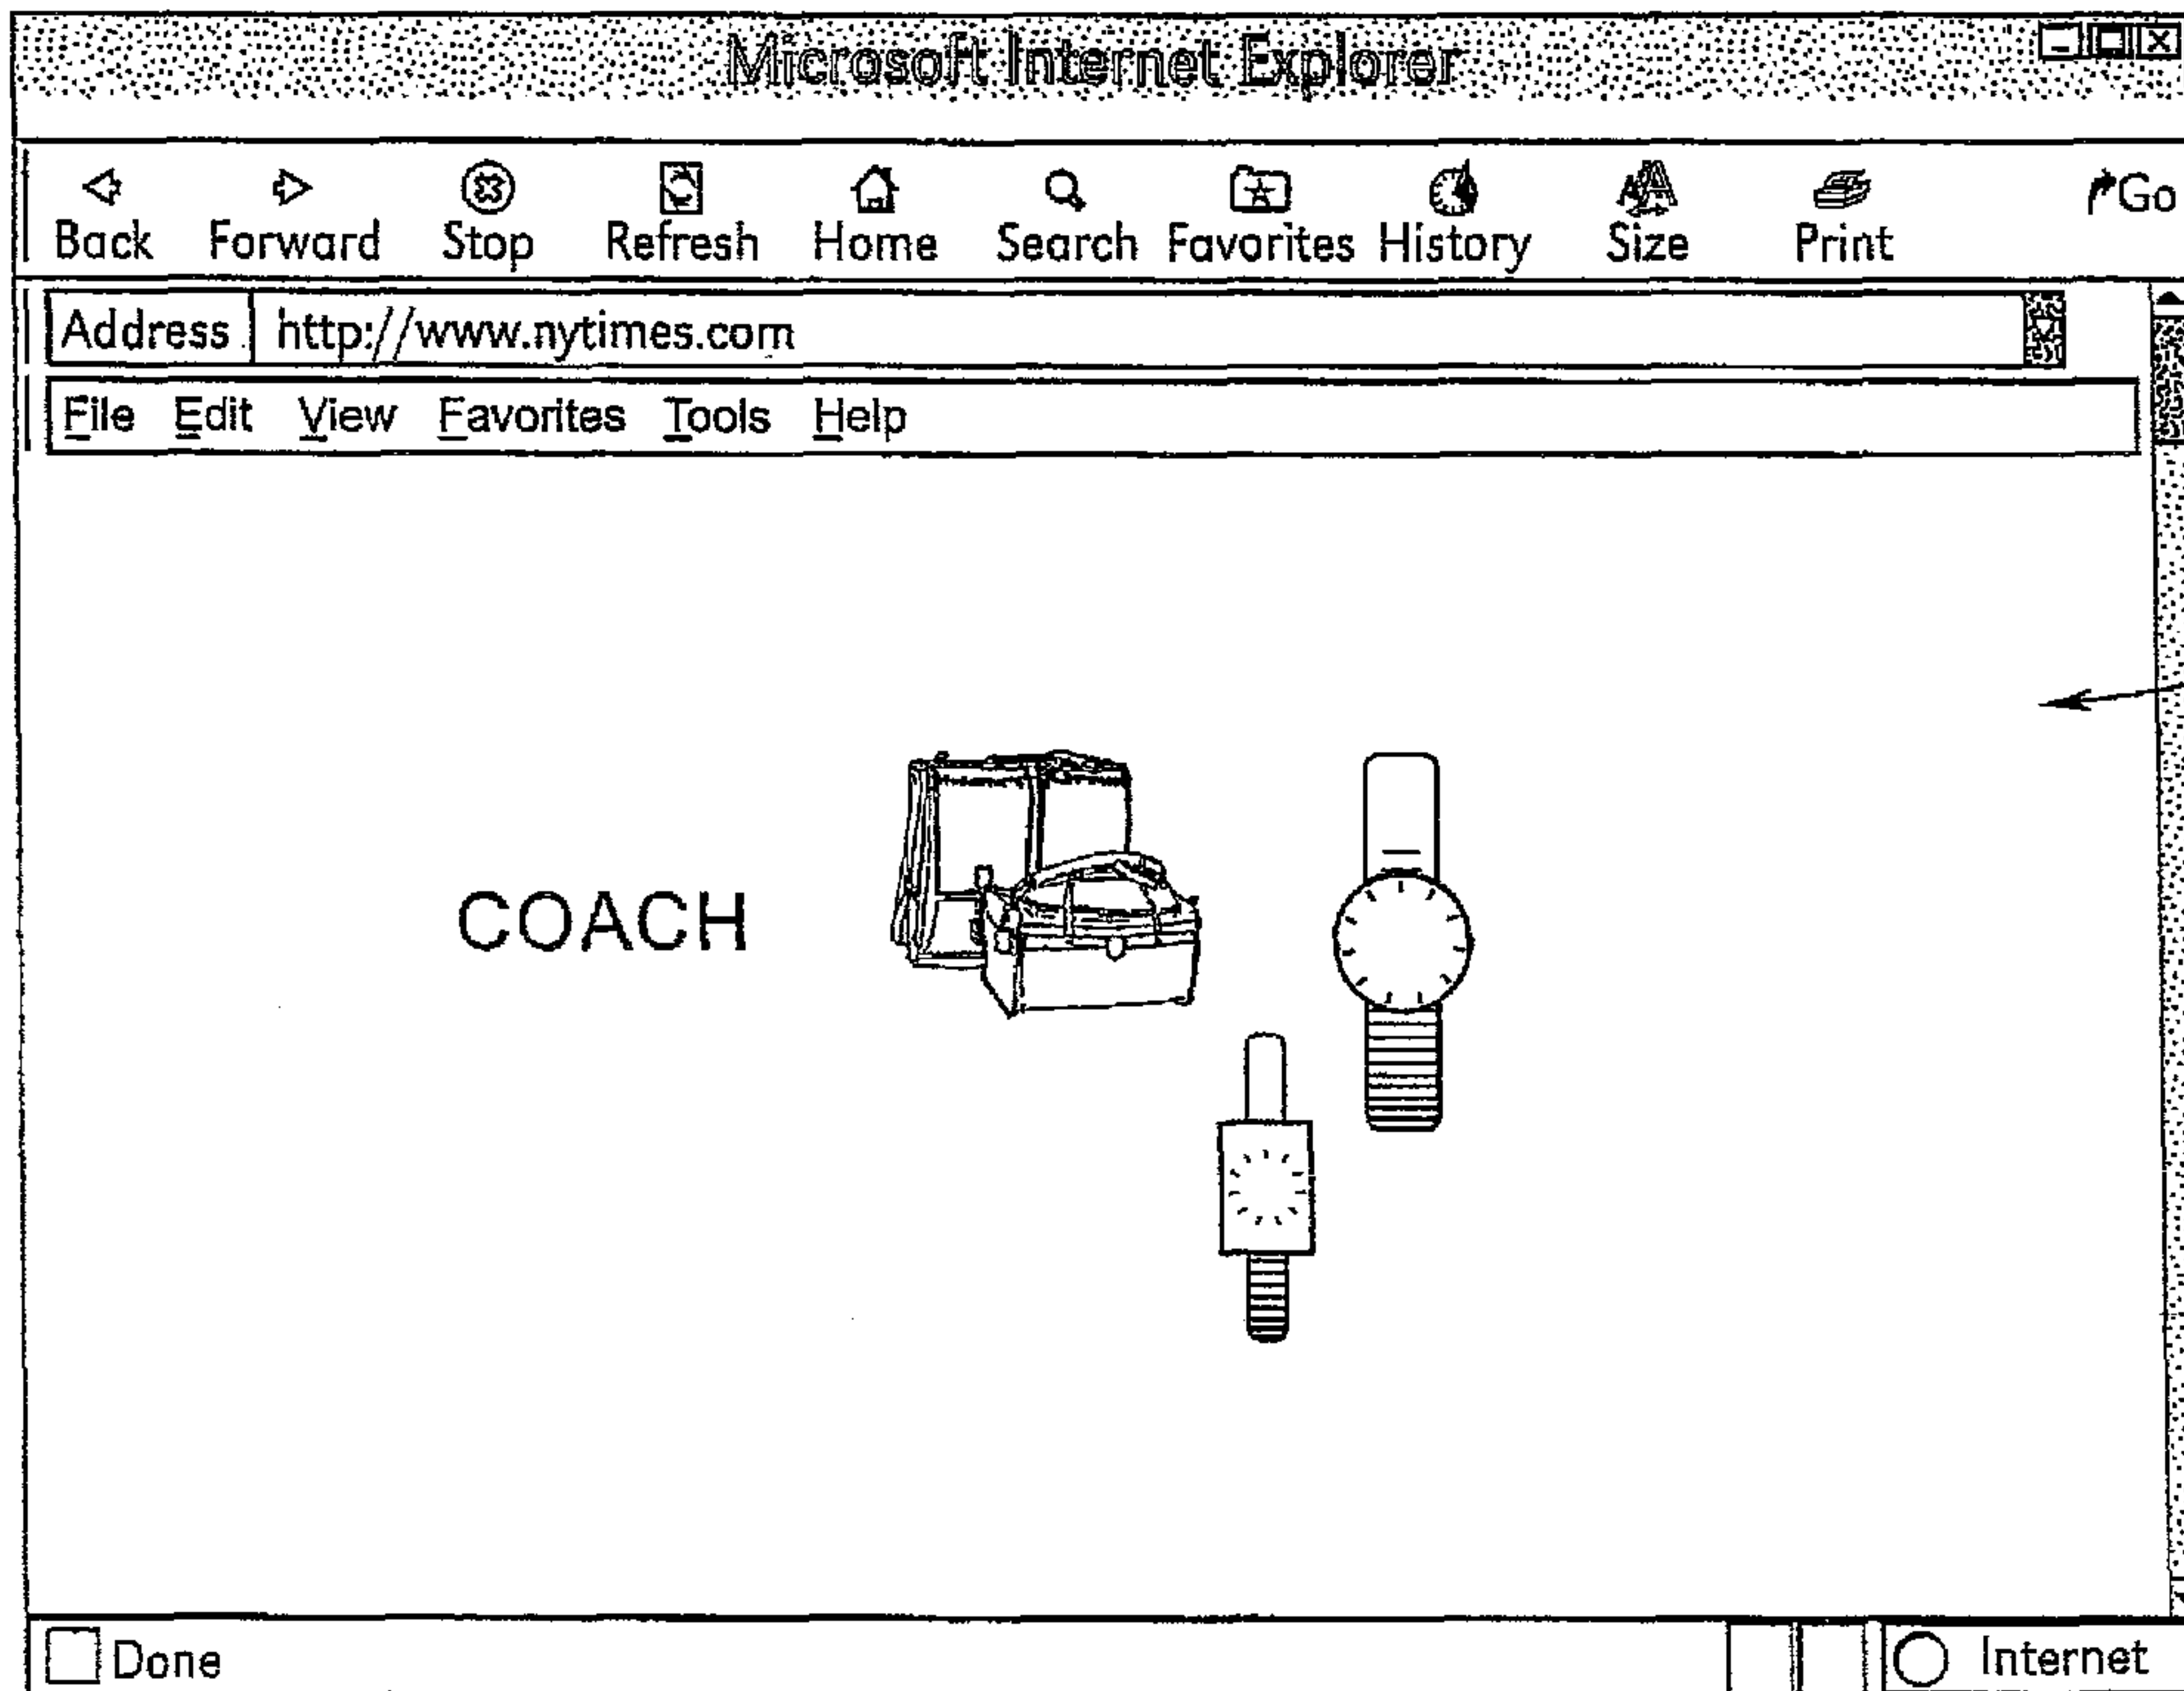 Microsoft Internet Explorer
Back Forward Stop Refresh Home Search Favorites History Size Print Go
Address http://www.nytimes.com
File Edit View Favorites Tools Help
COACH
Done Internet